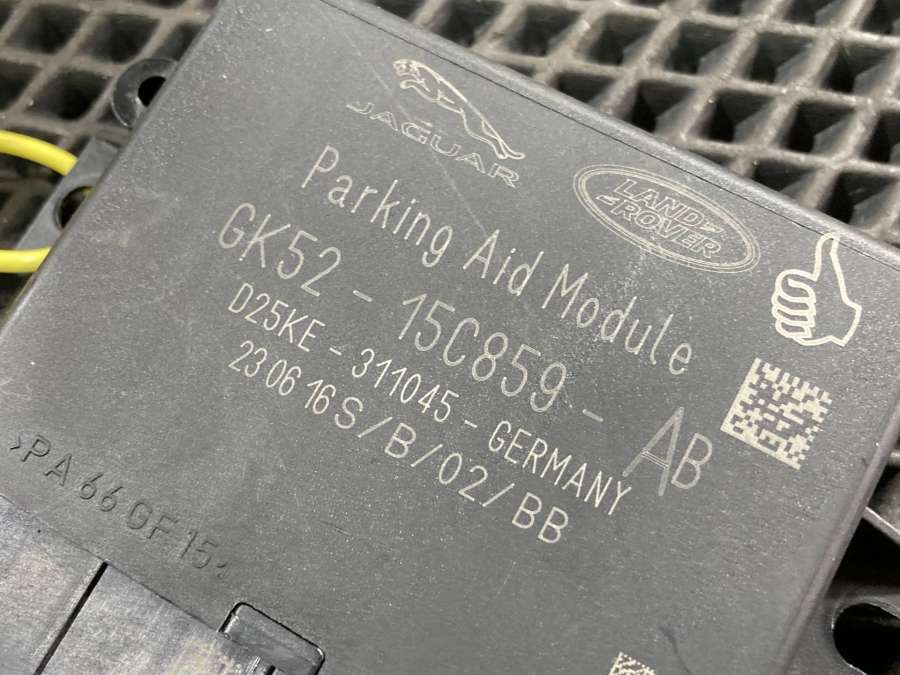 JAGUAR
LAND ROVER
Parking Aid Module
GK52 - 15C859 - AB
D25KE - 311045 - GERMANY
23 06 16 S / B / 02 / BB
>PA 66 GF 15<